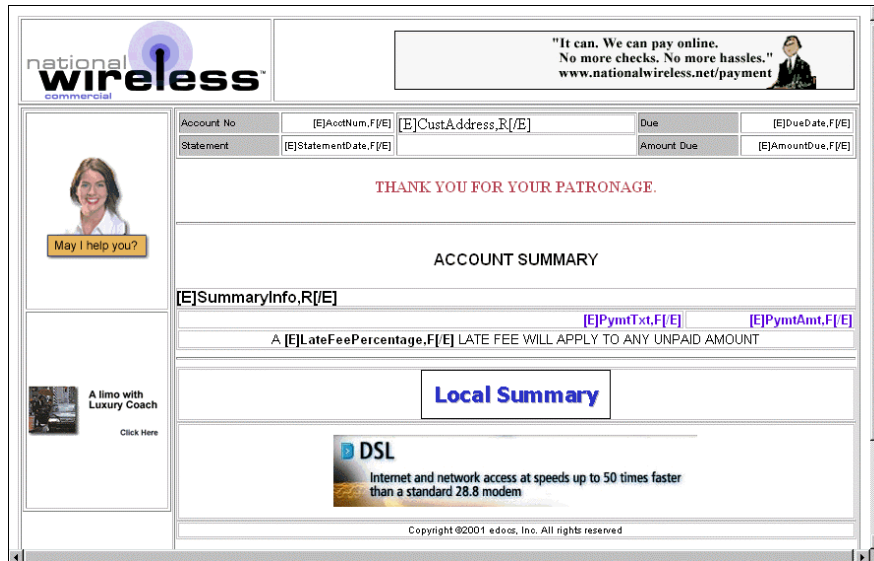 national
wireless
commercial
"It can. We can pay online.
No more checks. No more hassles."
www.nationalwireless.net/payment
Account No [E]AcctNum,F[/E] [E]CustAddress,R[/E] Due [E]DueDate,F[/E]
Statement [E]StatementDate,F[/E] Amount Due [E]AmountDue,F[/E]
THANK YOU FOR YOUR PATRONAGE.
May I help you?
ACCOUNT SUMMARY
[E]SummaryInfo,R[/E]
[E]PymtTxt,F[/E] [E]PymtAmt,F[/E]
A [E]LateFeePercentage,F[/E] LATE FEE WILL APPLY TO ANY UNPAID AMOUNT
A limo with
Luxury Coach
Click Here
Local Summary
DSL
Internet and network access at speeds up to 50 times faster
than a standard 28.8 modem
Copyright ©2001 edocs, Inc. All rights reserved